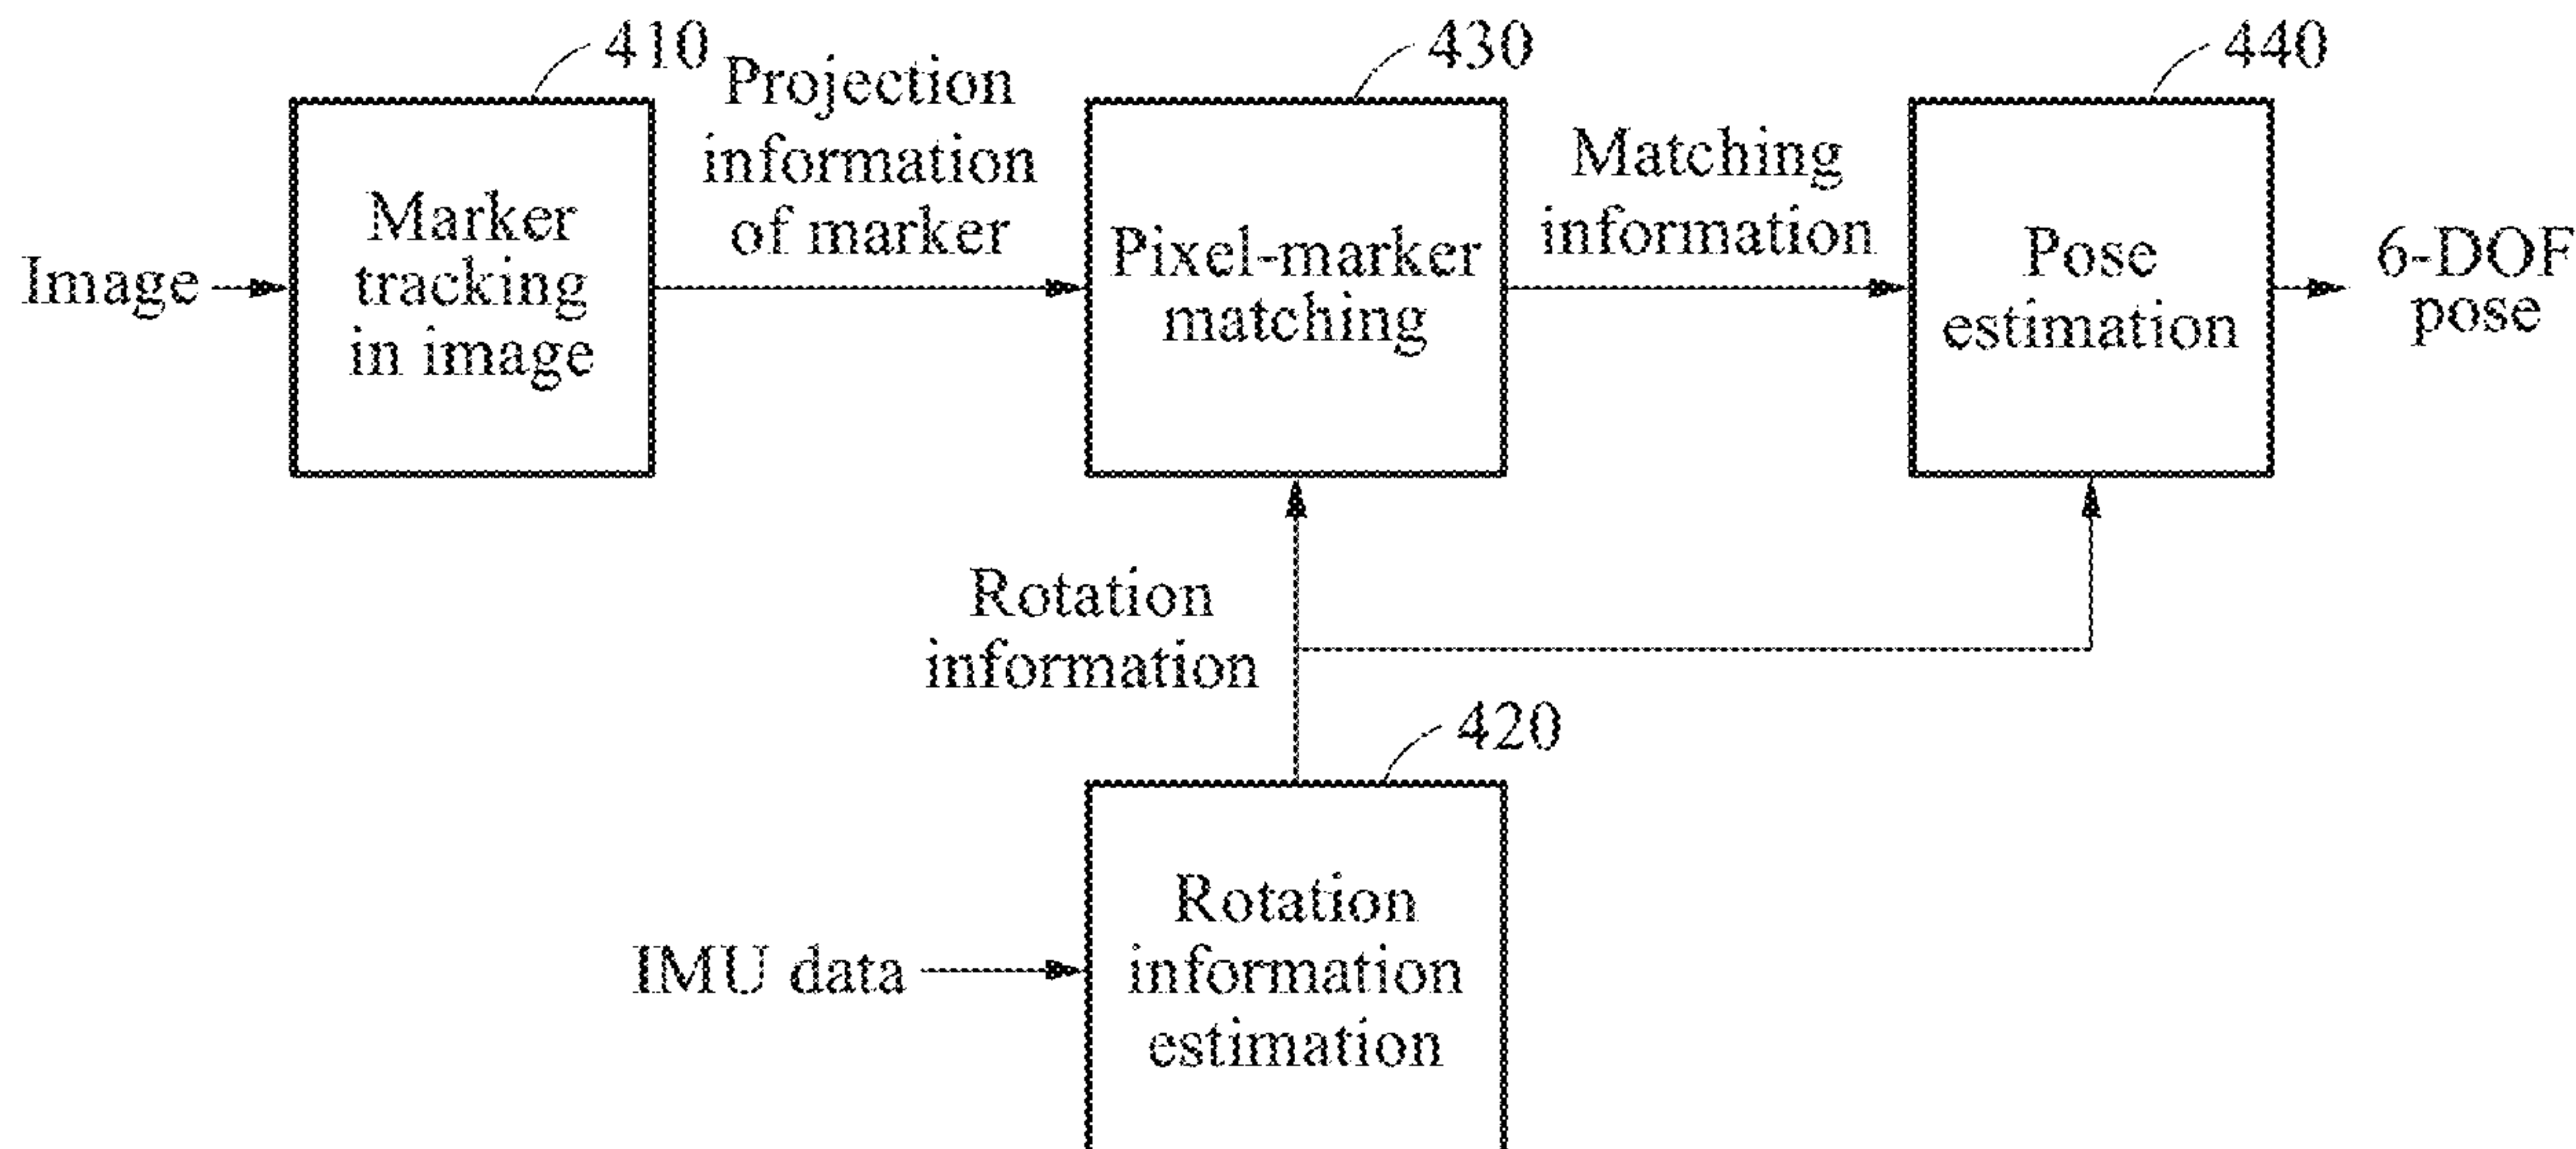 410
430
440
Projection
information
of marker
Matching
information
Image
Marker
tracking
in image
Pixel-marker
matching
Pose
estimation
6-DOF
pose
Rotation
information
420
IMU data
Rotation
information
estimation